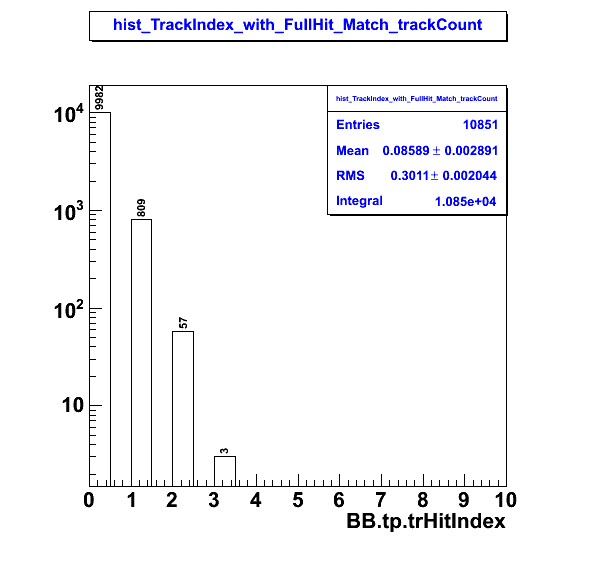 hist_TrackIndex_with_FullHit_Match_trackCount
hist_TrackIndex_with_FullHit_Match_trackCount
Entries 10851
Mean 0.08589 ± 0.002891
RMS 0.3011 ± 0.002044
Integral 1.085e+04
9982
809
57
3
10^4
10^3
10^2
10
0 1 2 3 4 5 6 7 8 9 10
BB.tp.trHitIndex